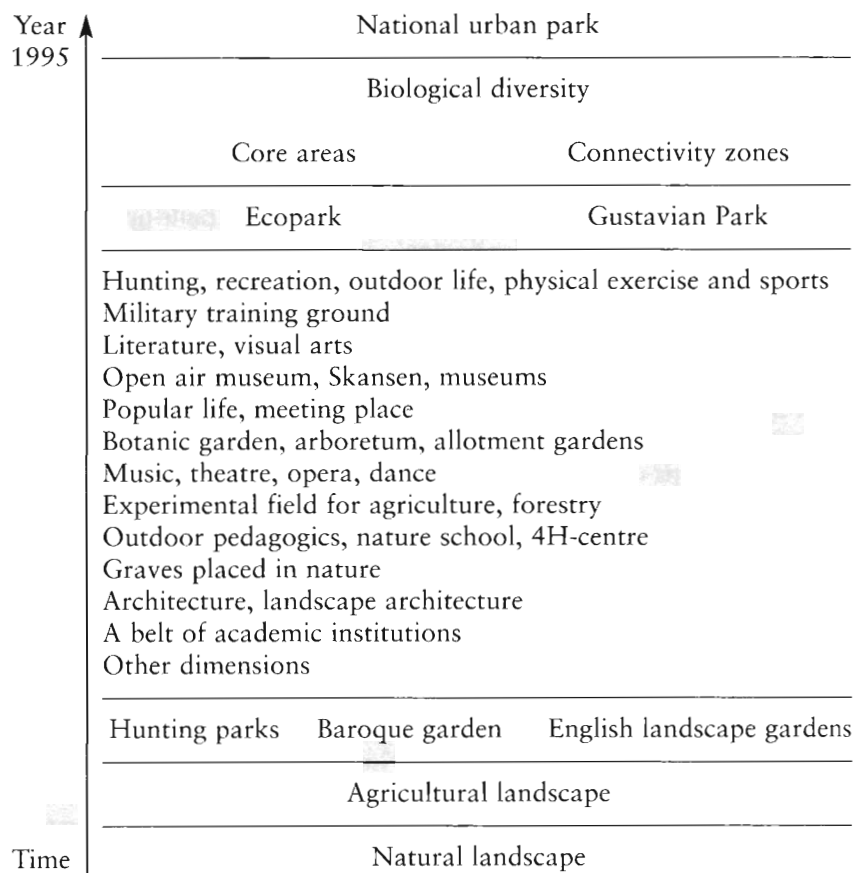 Year National urban park
1995
Biological diversity
Core areas Connectivity zones
Ecopark Gustavian Park
Hunting, recreation, outdoor life, physical exercise and sports
Military training ground
Literature, visual arts
Open air museum, Skansen, museums
Popular life, meeting place
Botanic garden, arboretum, allotment gardens
Music, theatre, opera, dance
Experimental field for agriculture, forestry
Outdoor pedagogics, nature school, 4H-centre
Graves placed in nature
Architecture, landscape architecture
A belt of academic institutions
Other dimensions
Hunting parks Baroque garden English landscape gardens
Agricultural landscape
Time Natural landscape